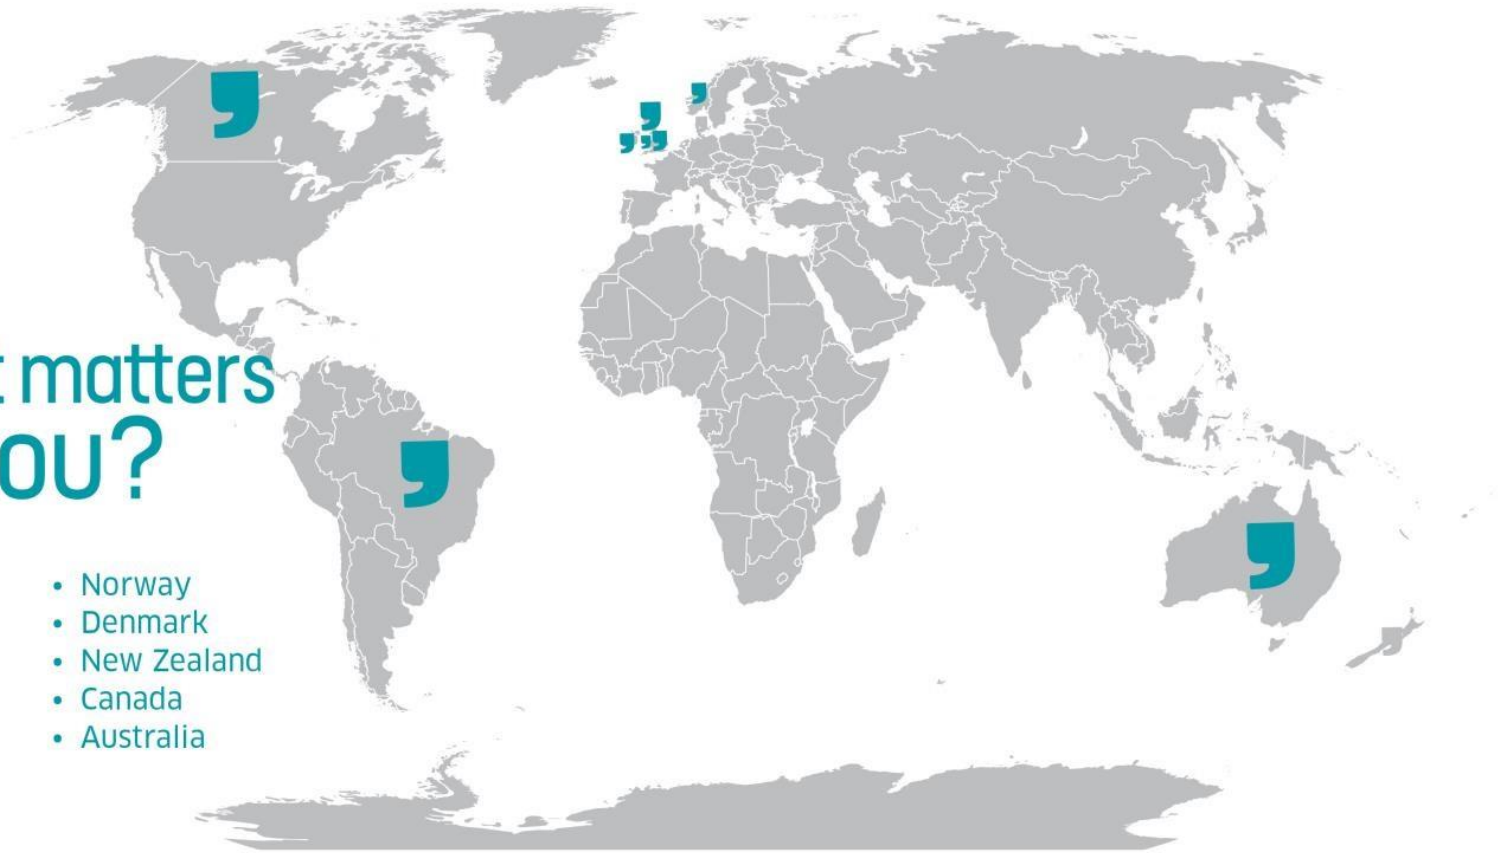 matters
ou?
• Norway
• Denmark
• New Zealand
• Canada
• Australia